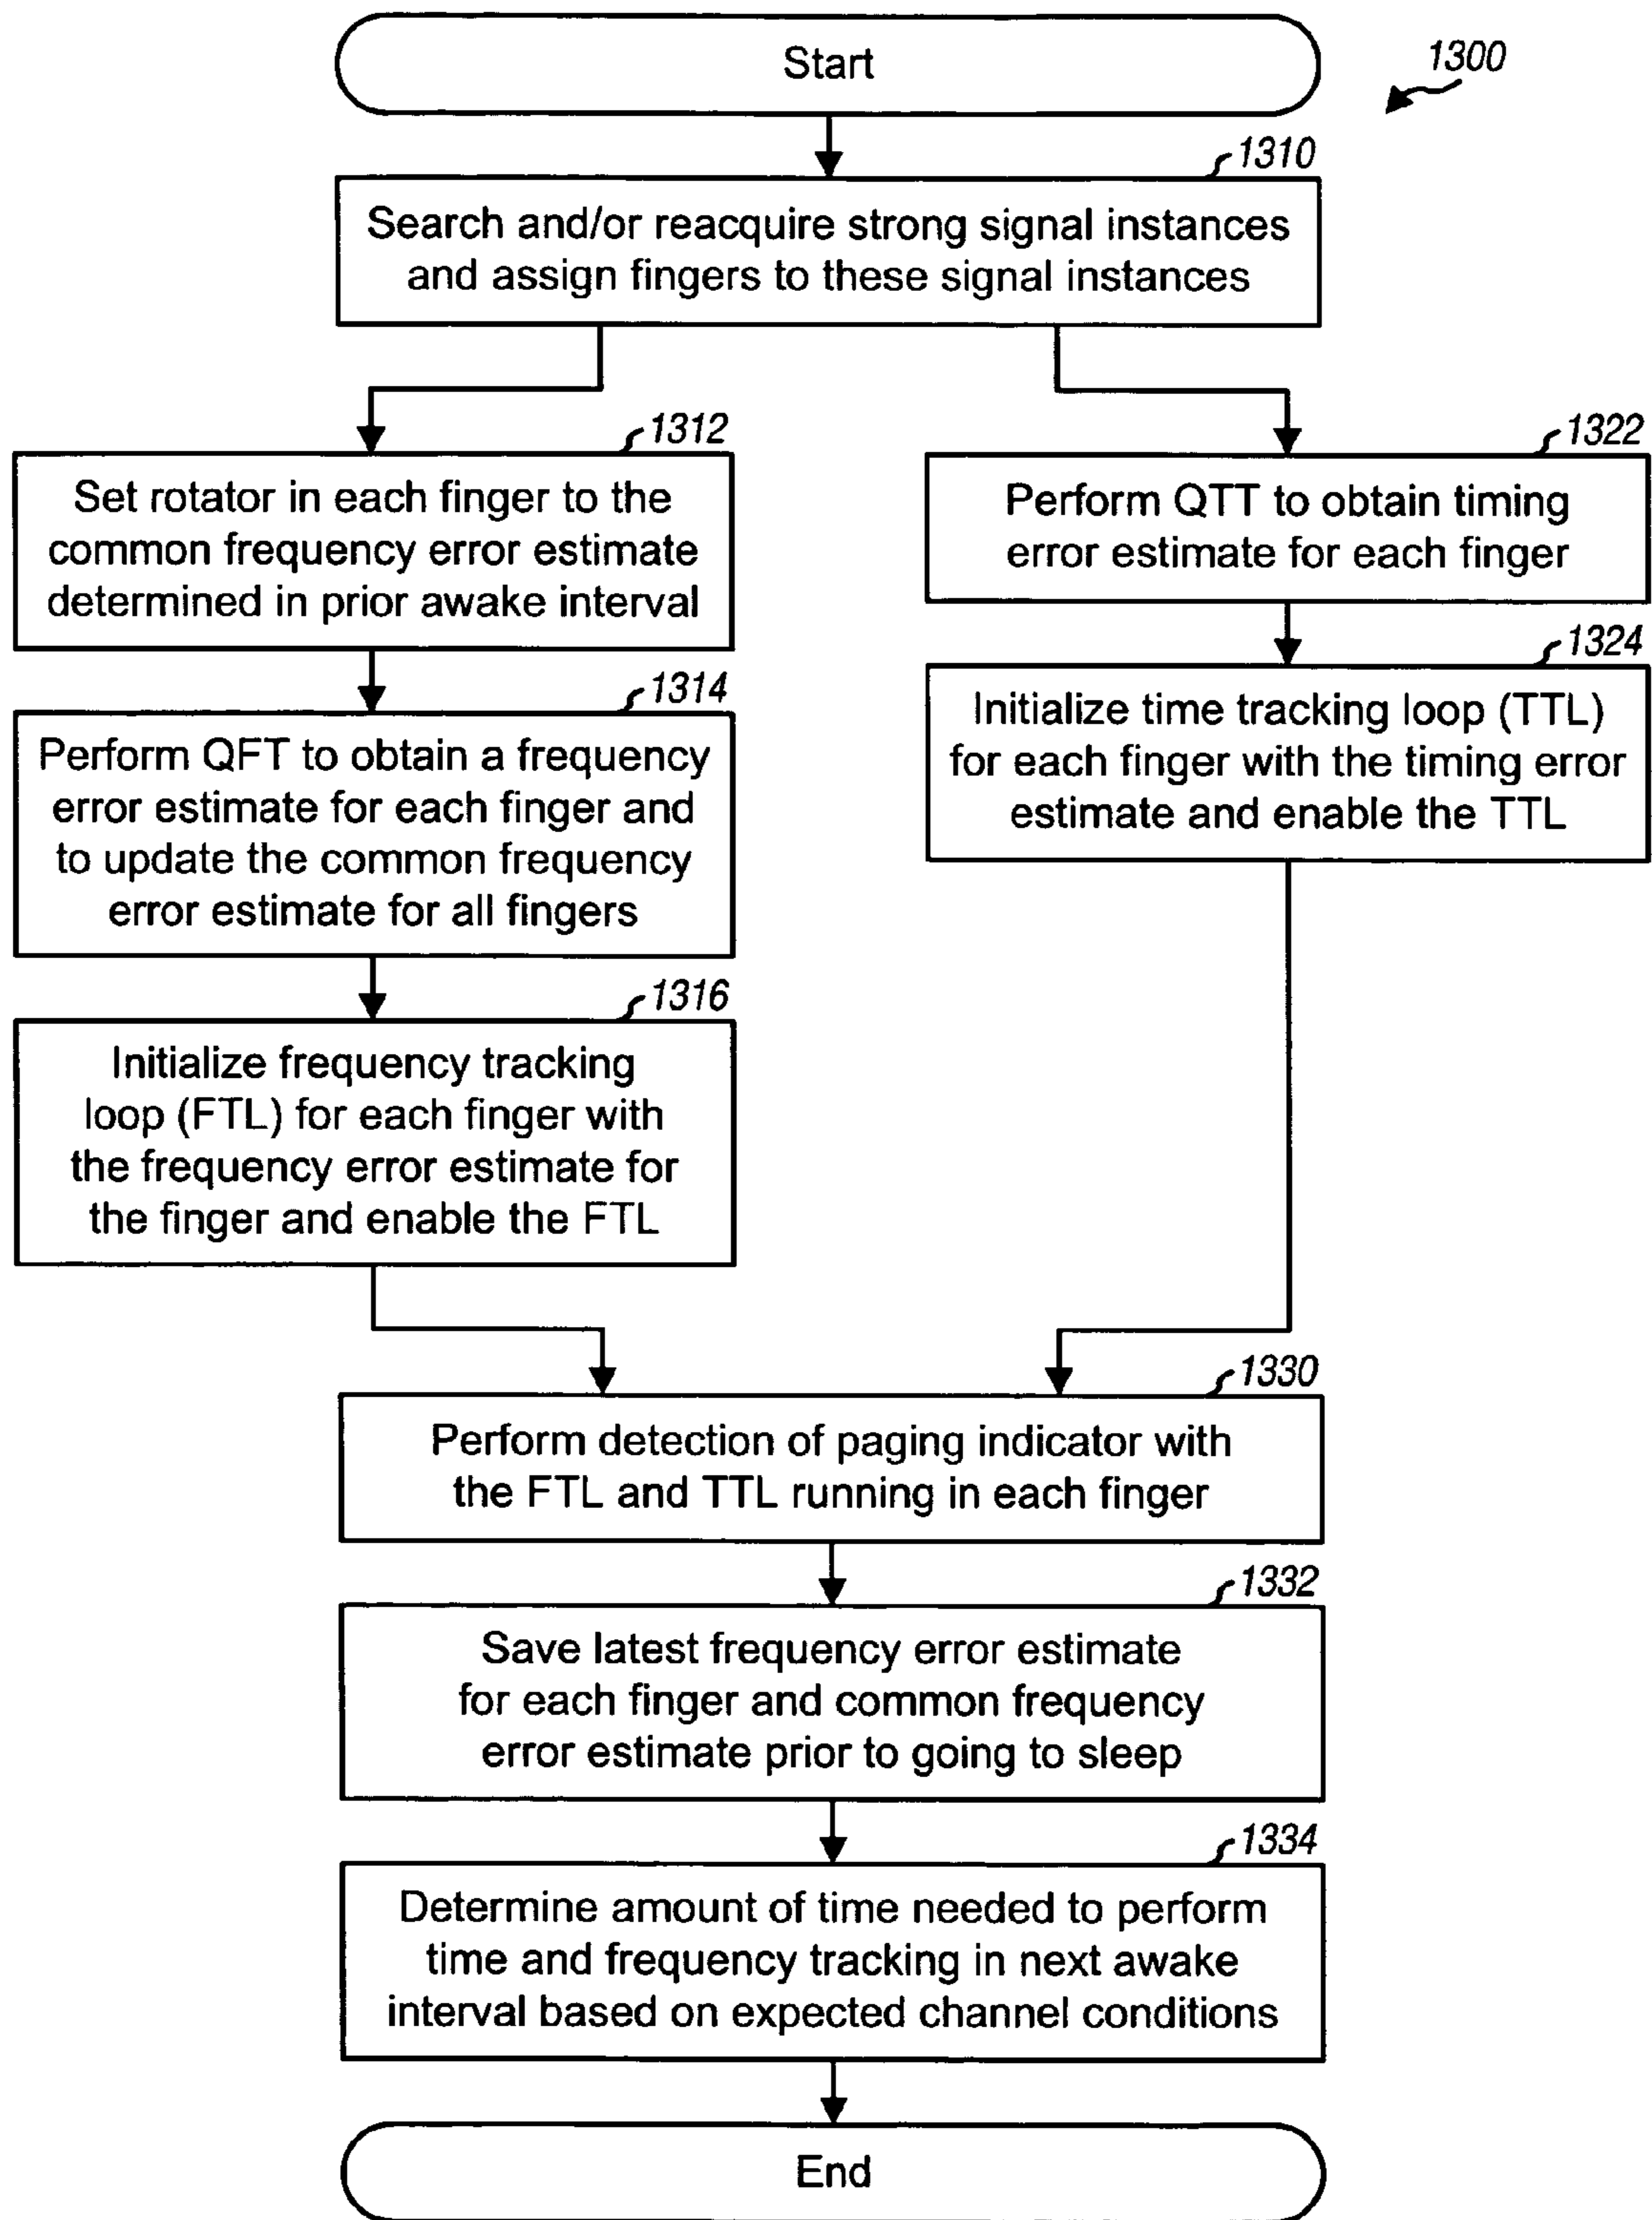 Start
1300
1310
Search and/or reacquire strong signal instances
and assign fingers to these signal instances
1312
Set rotator in each finger to the
common frequency error estimate
determined in prior awake interval
1314
Perform QFT to obtain a frequency
error estimate for each finger and
to update the common frequency
error estimate for all fingers
1316
Initialize frequency tracking
loop (FTL) for each finger with
the frequency error estimate for
the finger and enable the FTL
1322
Perform QTT to obtain timing
error estimate for each finger
1324
Initialize time tracking loop (TTL)
for each finger with the timing error
estimate and enable the TTL
1330
Perform detection of paging indicator with
the FTL and TTL running in each finger
1332
Save latest frequency error estimate
for each finger and common frequency
error estimate prior to going to sleep
1334
Determine amount of time needed to perform
time and frequency tracking in next awake
interval based on expected channel conditions
End